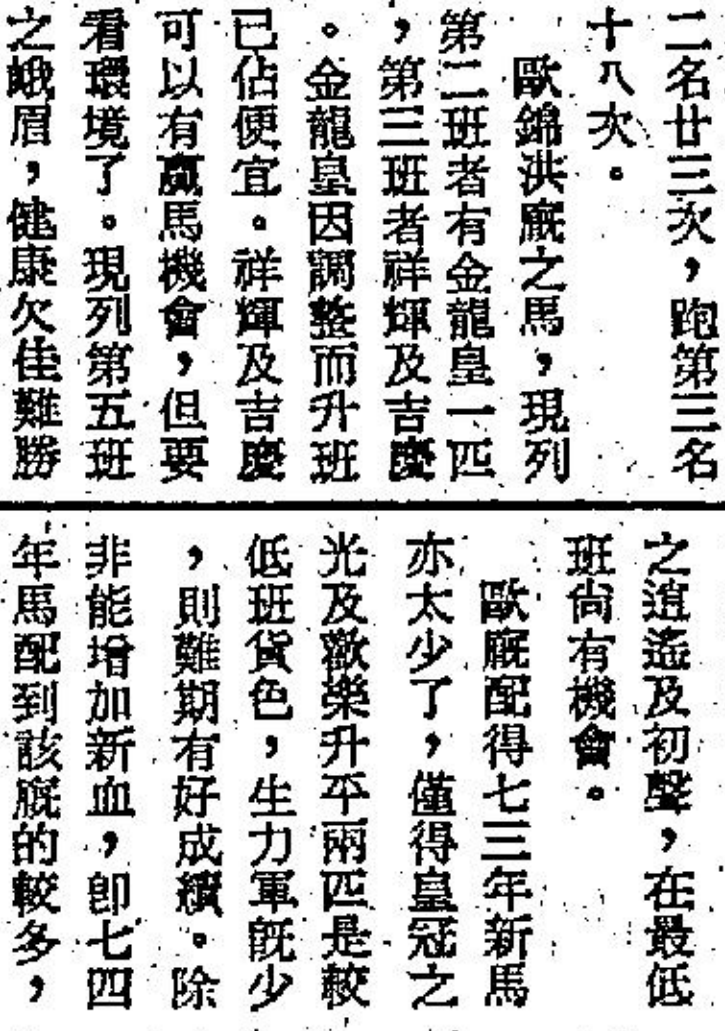 二名廿三次，跑第三名
十八次。
歐錦洪廐之馬，現列
第二班者有金龍皇一匹
，第三班者祥輝及吉慶
。金龍皇因調整而升班
已佔便宜。祥輝及吉慶
可以有贏馬機會，但要
看環境了。現列第五班
之峨眉，健康欠佳難勝
之逍遙及初聲，在最低
班尚有機會。
歐廐配得七三年新馬
亦太少了，僅得皇冠之
光及歡樂升平兩匹是較
低班貨色，生力軍既少
，則難期有好成績。除
非能增加新血，卽七四
年馬配到該廐的較多，